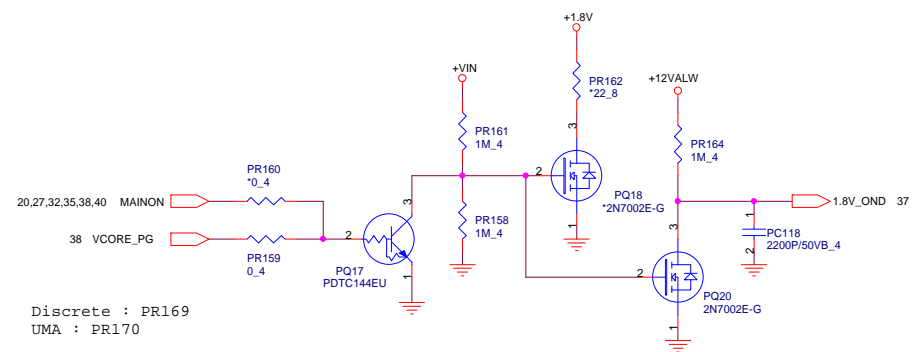 +1.8V
+VIN
+12VALW
PR162
*22_8
PR161
1M_4
3
PR164
1M_4
2
PQ18
*2N7002E-G
1
PR160
*0_4
20,27,32,35,38,40 MAINON
3
PR158
1M_4
1.8V_OND 37
1
2
PC118
2200P/50VB_4
38 VCORE_PG
2
PR159
0_4
PQ17
PDTC144EU
1
3
2
PQ20
2N7002E-G
1
Discrete : PR169
UMA : PR170